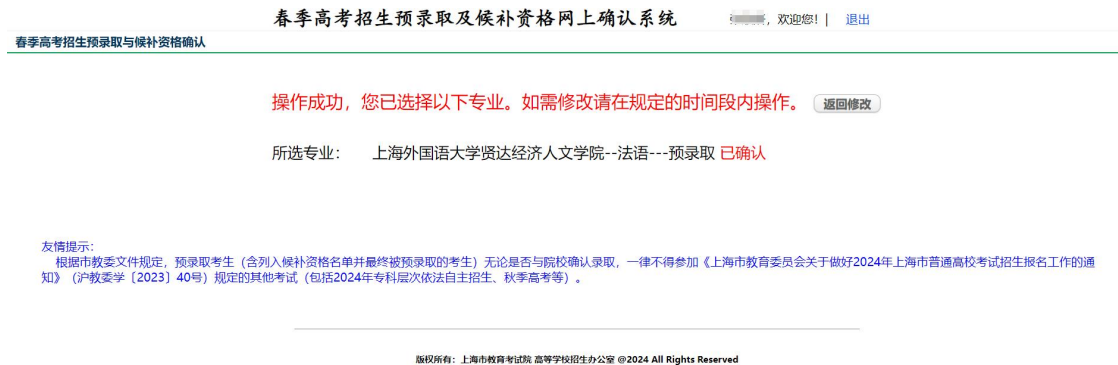 春季高考招生预录取及候补资格网上确认系统
，欢迎您！ | 退出
春季高考招生预录取与候补资格确认
操作成功，您已选择以下专业。如需修改请在规定的时间段内操作。 返回修改
所选专业： 上海外国语大学贤达经济人文学院--法语---预录取 已确认
友情提示：
根据市教委文件规定，预录取考生（含列入候补资格名单并最终被预录取的考生）无论是否与院校确认录取，一律不得参加《上海市教育委员会关于做好2024年上海市普通高校考试招生报名工作的通
知》（沪教委学〔2023〕40号）规定的其他考试（包括2024年专科层次依法自主招生、秋季高考等）。
版权所有：上海市教育考试院 高等学校招生办公室 @2024 All Rights Reserved